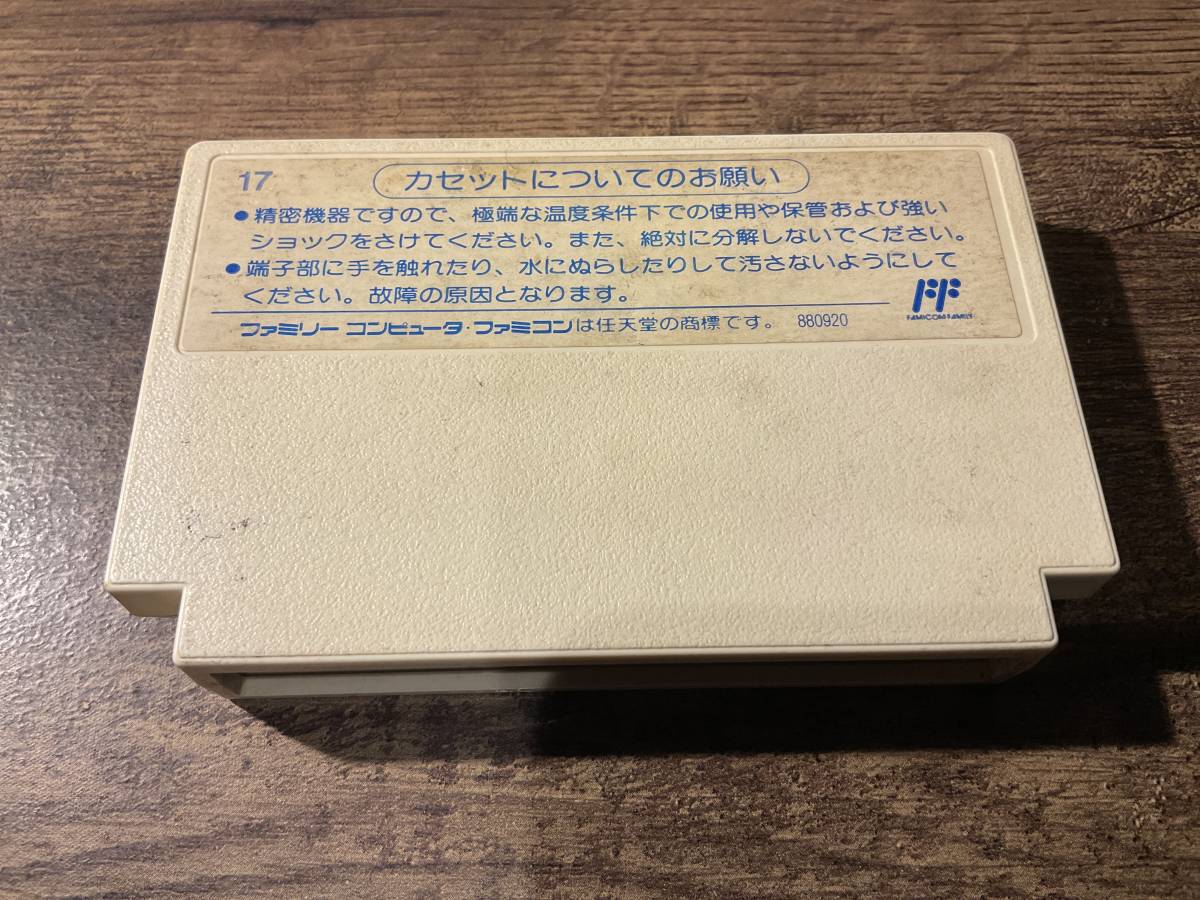 17
カセットについてのお願い
●精密機器ですので、極端な温度条件下での使用や保管および強い
ショックをさけてください。また、絶対に分解しないでください。
●端子部に手を触れたり、水にぬらしたりして汚さないようにして
ください。故障の原因となります。
FF
FAMICOM FAMILY
ファミリー コンピュータ・ファミコンは任天堂の商標です。 880920